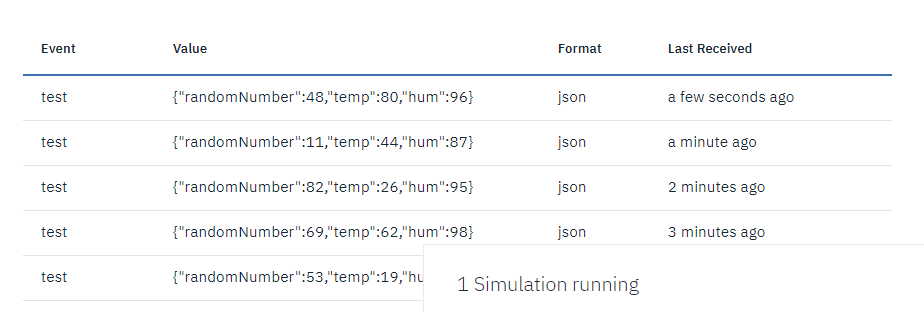 Event Value Format Last Received
test {"randomNumber":48,"temp":80,"hum":96} json a few seconds ago
test {"randomNumber":11,"temp":44,"hum":87} json a minute ago
test {"randomNumber":82,"temp":26,"hum":95} json 2 minutes ago
test {"randomNumber":69,"temp":62,"hum":98} json 3 minutes ago
test {"randomNumber":53,"temp":19,"hu
1 Simulation running